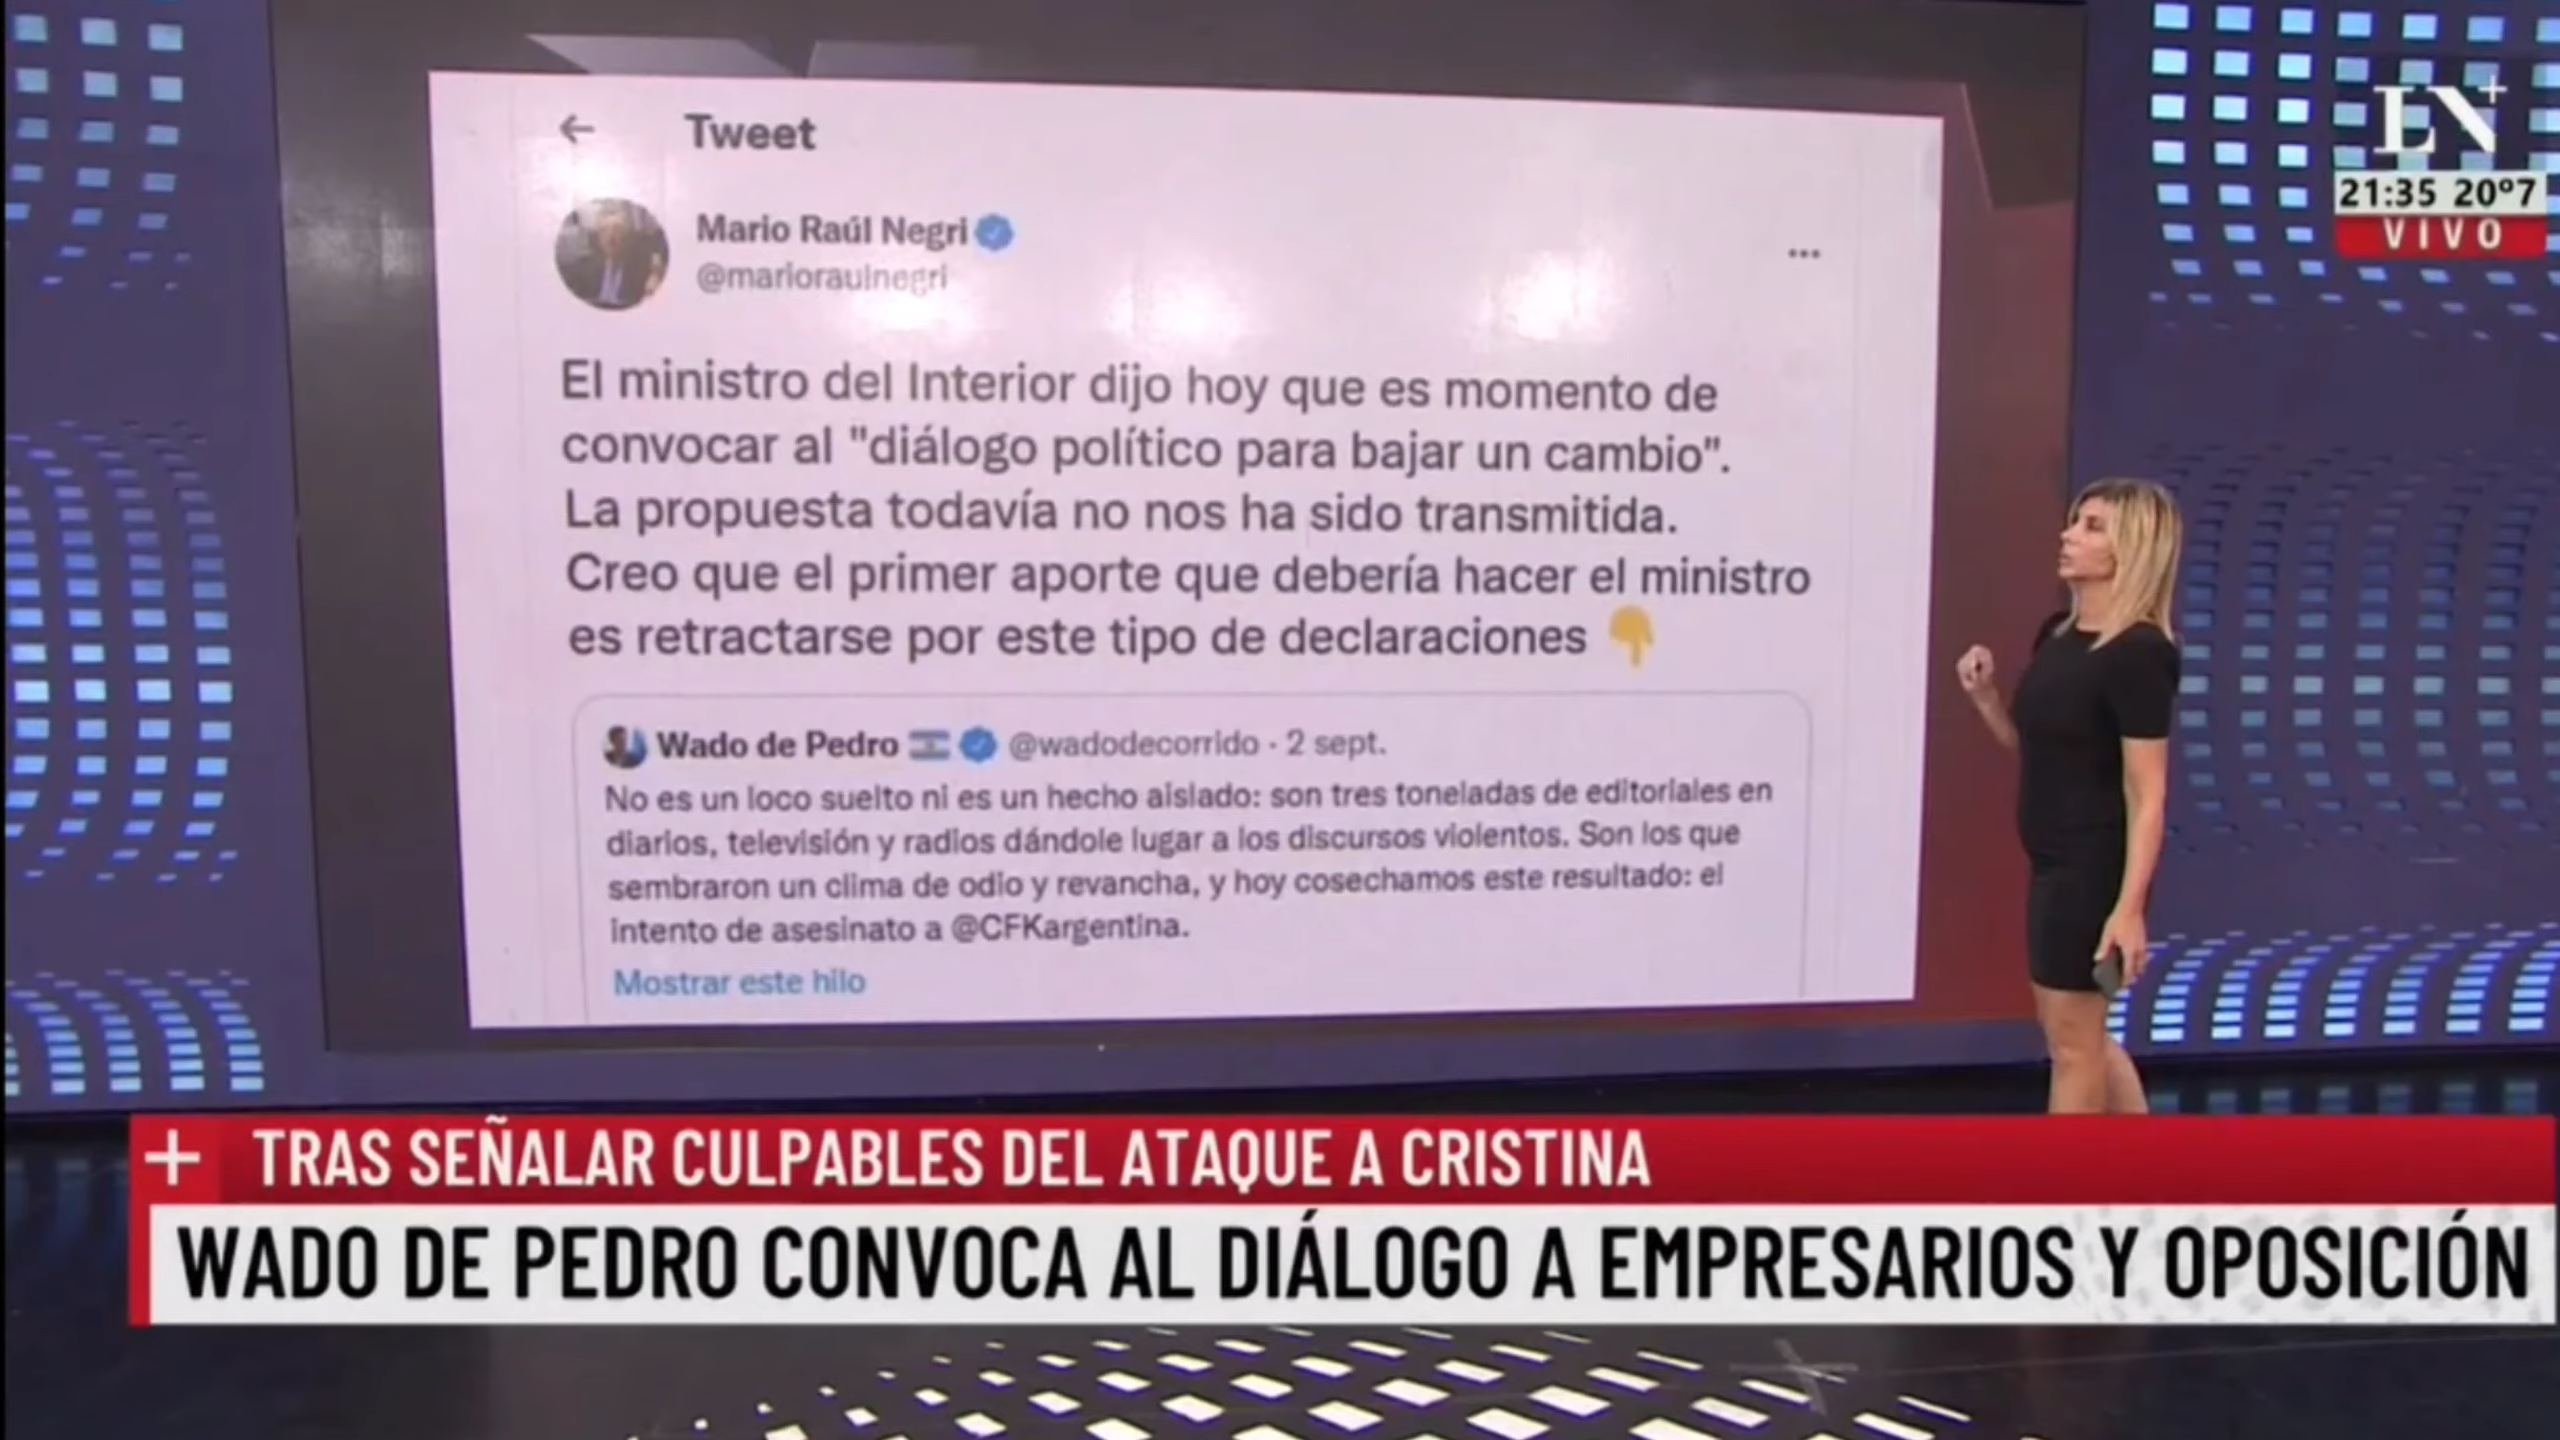 LN+
21:35 20º7
VIVO
Tweet
Mario Raúl Negri
@marioraulnegri
El ministro del Interior dijo hoy que es momento de
convocar al "diálogo político para bajar un cambio".
La propuesta todavía no nos ha sido transmitida.
Creo que el primer aporte que debería hacer el ministro
es retractarse por este tipo de declaraciones 👇
Wado de Pedro 🇦🇷 @wadodecorrido · 2 sept.
No es un loco suelto ni es un hecho aislado: son tres toneladas de editoriales en
diarios, televisión y radios dándole lugar a los discursos violentos. Son los que
sembraron un clima de odio y revancha, y hoy cosechamos este resultado: el
intento de asesinato a @CFKargentina.
Mostrar este hilo
+ TRAS SEÑALAR CULPABLES DEL ATAQUE A CRISTINA
WADO DE PEDRO CONVOCA AL DIÁLOGO A EMPRESARIOS Y OPOSICIÓN